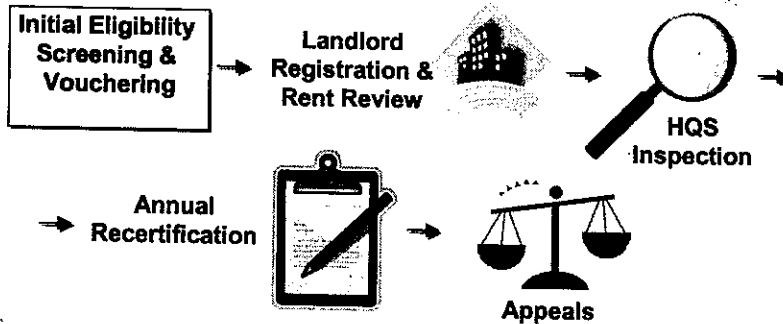 Initial Eligibility
Screening &
Vouchering
Landlord
Registration &
Rent Review
HQS
Inspection
Annual
Recertification
Appeals